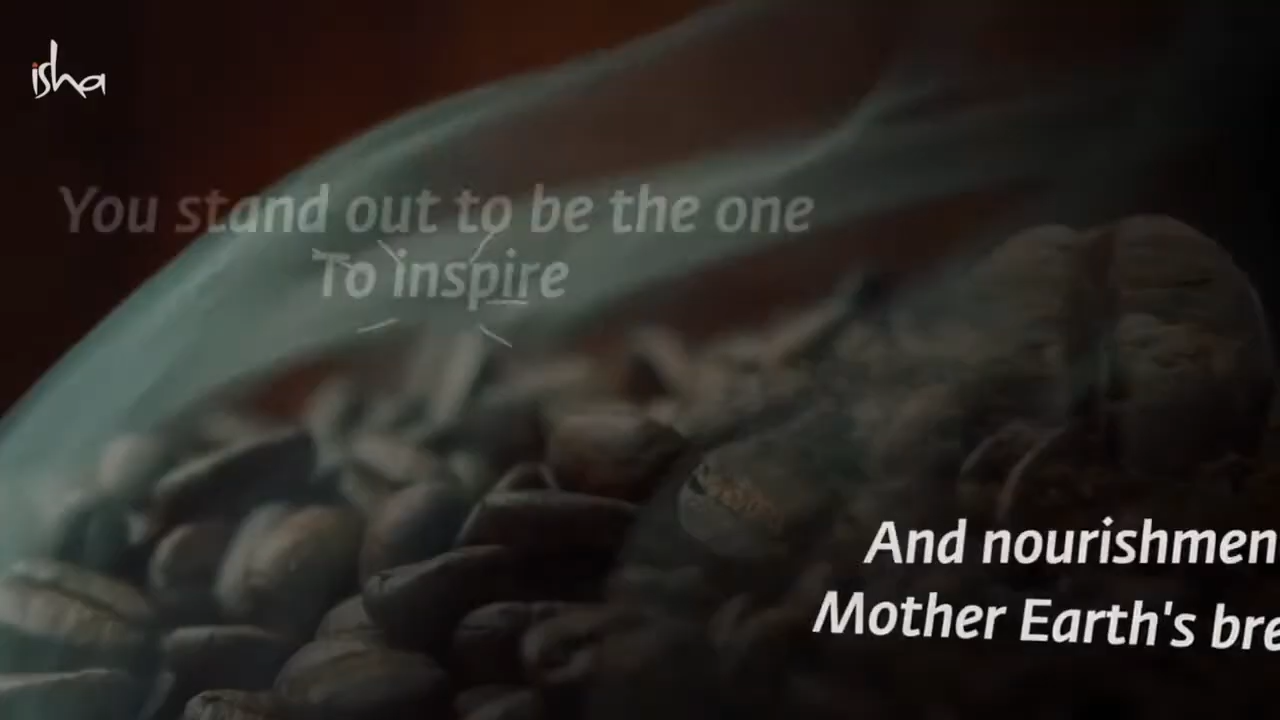 isha
You stand out to be the one
To inspire
And nourishmen
Mother Earth's bre